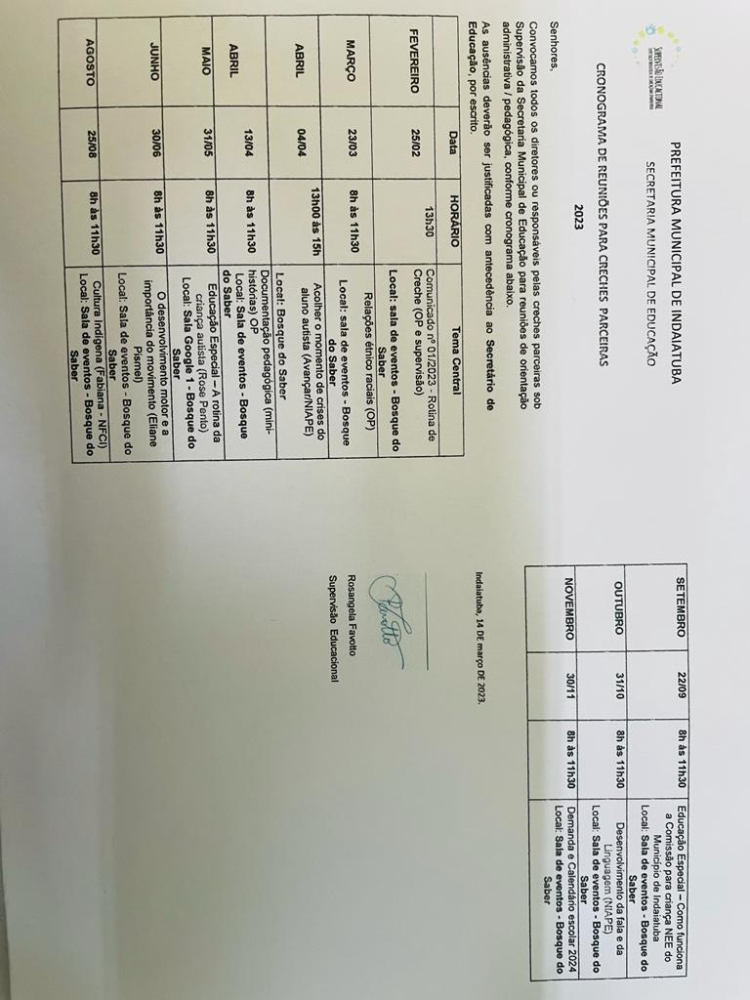 SUPERVISÃO EDUCACIONAL
PREFEITURA MUNICIPAL DE INDAIATUBA
SECRETARIA MUNICIPAL DE EDUCAÇÃO
CRONOGRAMA DE REUNIÕES PARA CRECHES PARCEIRAS
2023
Senhores,
Convocamos todos os diretores ou responsáveis pelas creches parceiras sob
Supervisão da Secretaria Municipal de Educação para reuniões de orientação
administrativa / pedagógica, conforme cronograma abaixo.
As ausências deverão ser justificadas com antecedência ao Secretário de
Educação, por escrito.
Data HORÁRIO Tema Central
FEVEREIRO 25/02 13h30 Comunicado nº 01/2023 - Rotina de
Creche (OP e supervisão)
Local: sala de eventos - Bosque do
Saber
MARÇO 23/03 8h às 11h30 Relações étnico raciais (OP)
Local: sala de eventos - Bosque
do Saber
ABRIL 04/04 13h00 às 15h Acolher o momento de crises do
aluno autista (Avançar/NIAPE)
Local: Bosque do Saber
ABRIL 13/04 8h às 11h30 Documentação pedagógica (mini-
histórias) OP
Local: Sala de eventos - Bosque
do Saber
MAIO 31/05 8h às 11h30 Educação Especial – A rotina da
criança autista (Rose Pento)
Local: Sala Google 1 - Bosque do
Saber
JUNHO 30/06 8h às 11h30 O desenvolvimento motor e a
importância do movimento (Eliane
Pismel)
Local: Sala de eventos - Bosque do
Saber
AGOSTO 25/08 8h às 11h30 Cultura Indígena (Fabiana - NFCI)
Local: Sala de eventos - Bosque do
Saber
SETEMBRO 22/09 8h às 11h30 Educação Especial – Como funciona
a Comissão para criança NEE do
Município de Indaiatuba
Local: Sala de eventos - Bosque do
Saber
OUTUBRO 31/10 8h às 11h30 Desenvolvimento da fala e da
Linguagem (NIAPE)
Local: Sala de eventos - Bosque do
Saber
NOVEMBRO 30/11 8h às 11h30 Demanda e Calendário escolar 2024
Local: Sala de eventos - Bosque do
Saber
Indaiatuba, 14 DE março DE 2023.
Favotto
Rosangela Favotto
Supervisão Educacional